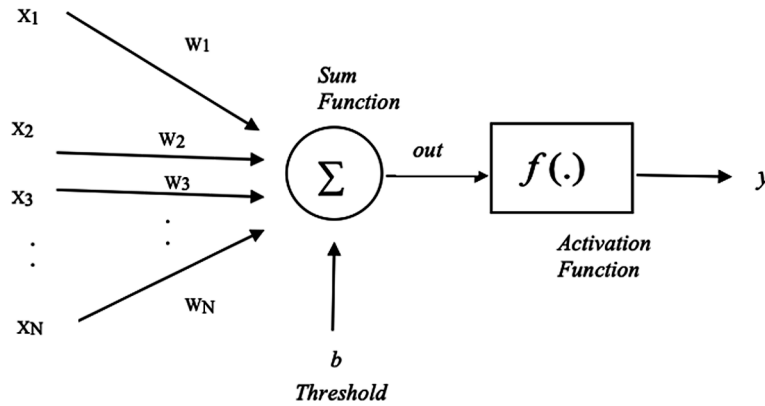 X1
W1
Sum
Function
X2
W2
out
Σ
f(.)
y
X3
W3
.
.
.
.
Activation
Function
WN
XN
b
Threshold